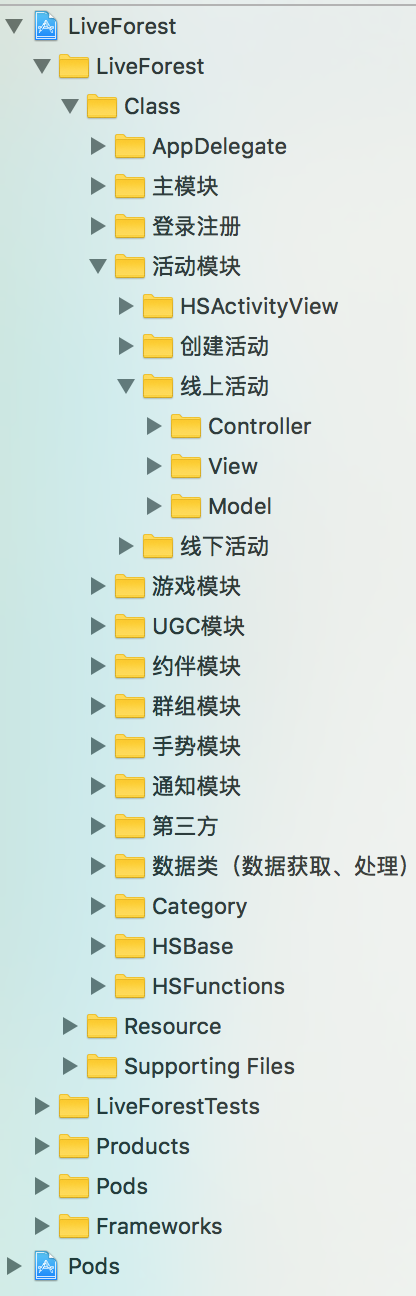 LiveForest
LiveForest
Class
AppDelegate
主模块
登录注册
活动模块
HSActivityView
创建活动
线上活动
Controller
View
Model
线下活动
游戏模块
UGC模块
约伴模块
群组模块
手势模块
通知模块
第三方
数据类（数据获取、处理）
Category
HSBase
HSFunctions
Resource
Supporting Files
LiveForestTests
Products
Pods
Frameworks
Pods